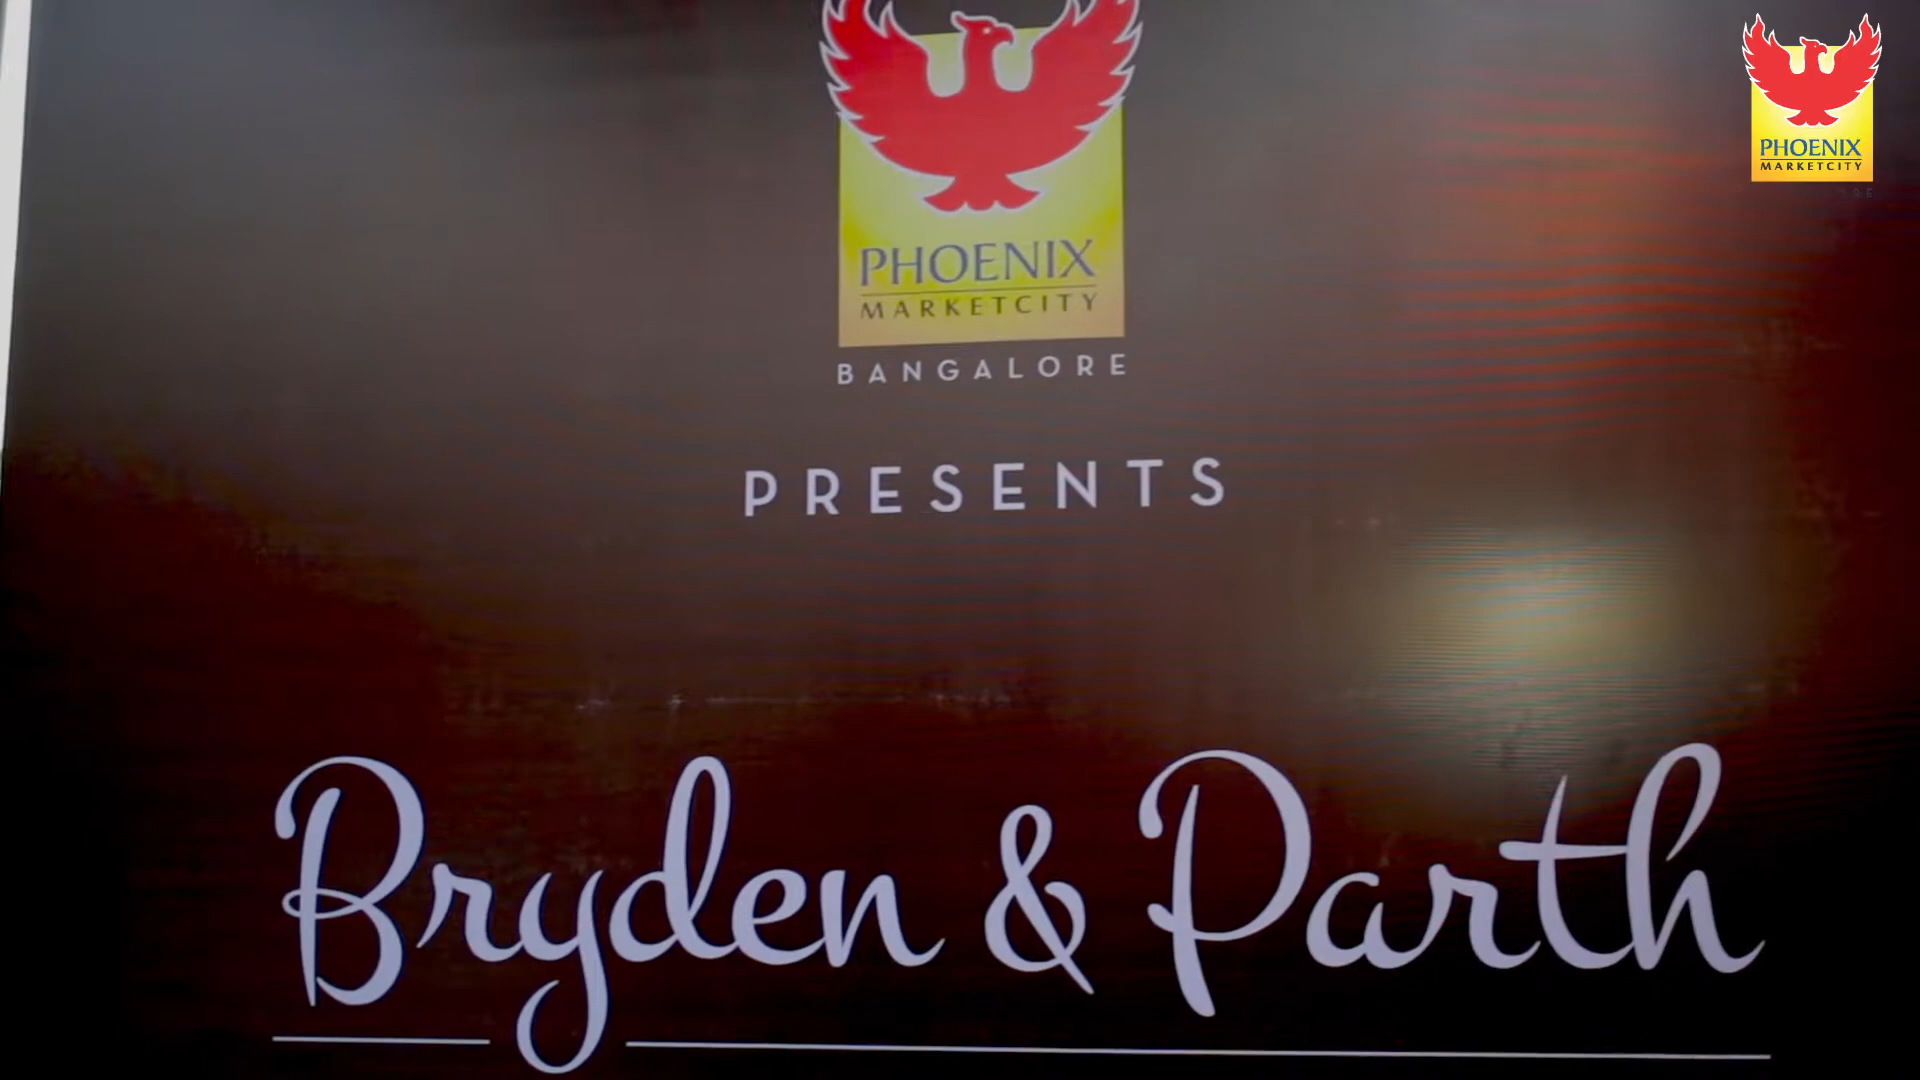 PHOENIX
MARKETCITY
PHOENIX
MARKETCITY
BANGALORE
PRESENTS
Bryden & Parth